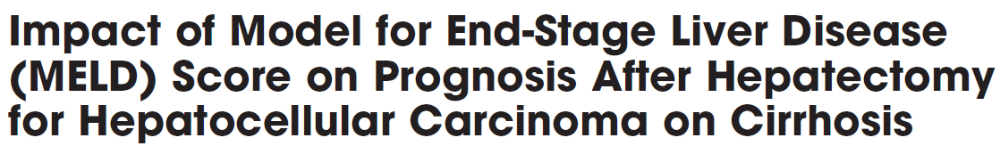 Impact of Model for End-Stage Liver Disease
(MELD) Score on Prognosis After Hepatectomy
for Hepatocellular Carcinoma on Cirrhosis